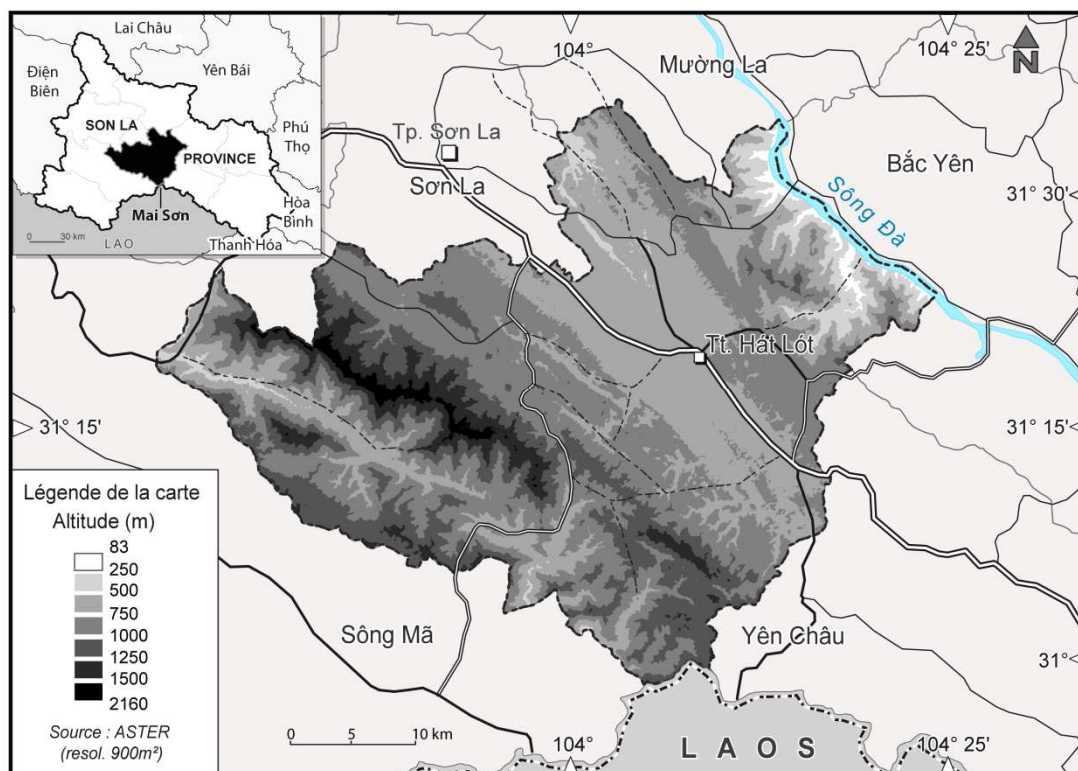 Lai Châu
Điện
Biên
Yên Bái
SON LA
PROVINCE
Phú
Thọ
Hòa
Bình
Mai Sơn
0 30 km
LAO
Thanh Hóa
104°
104° 25'
N
Mường La
Tp. Sơn La
Sơn La
Bắc Yên
31° 30'
Sông Đà
Tt. Hát Lót
31° 15'
31° 15'
Légende de la carte
Altitude (m)
83
250
500
750
1000
1250
1500
2160
Source : ASTER
(resol. 900m²)
Sông Mã
Yên Châu
31°
0 5 10 km
104°
LAOS
104° 25'